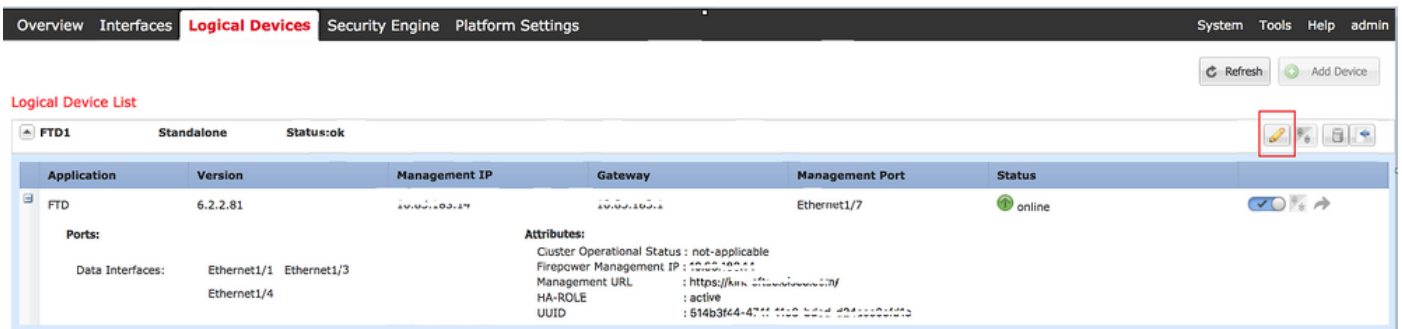 Overview Interfaces Logical Devices Security Engine Platform Settings System Tools Help admin
Refresh Add Device
Logical Device List
FTD1 Standalone Status:ok
Application Version Management IP Gateway Management Port Status
FTD 6.2.2.81 Ethernet1/7 online
Ports: Attributes:
Cluster Operational Status : not-applicable
Data Interfaces: Ethernet1/1 Ethernet1/3 Firepower Management IP :
Management URL : https://
Ethernet1/4 HA-ROLE : active
UUID :